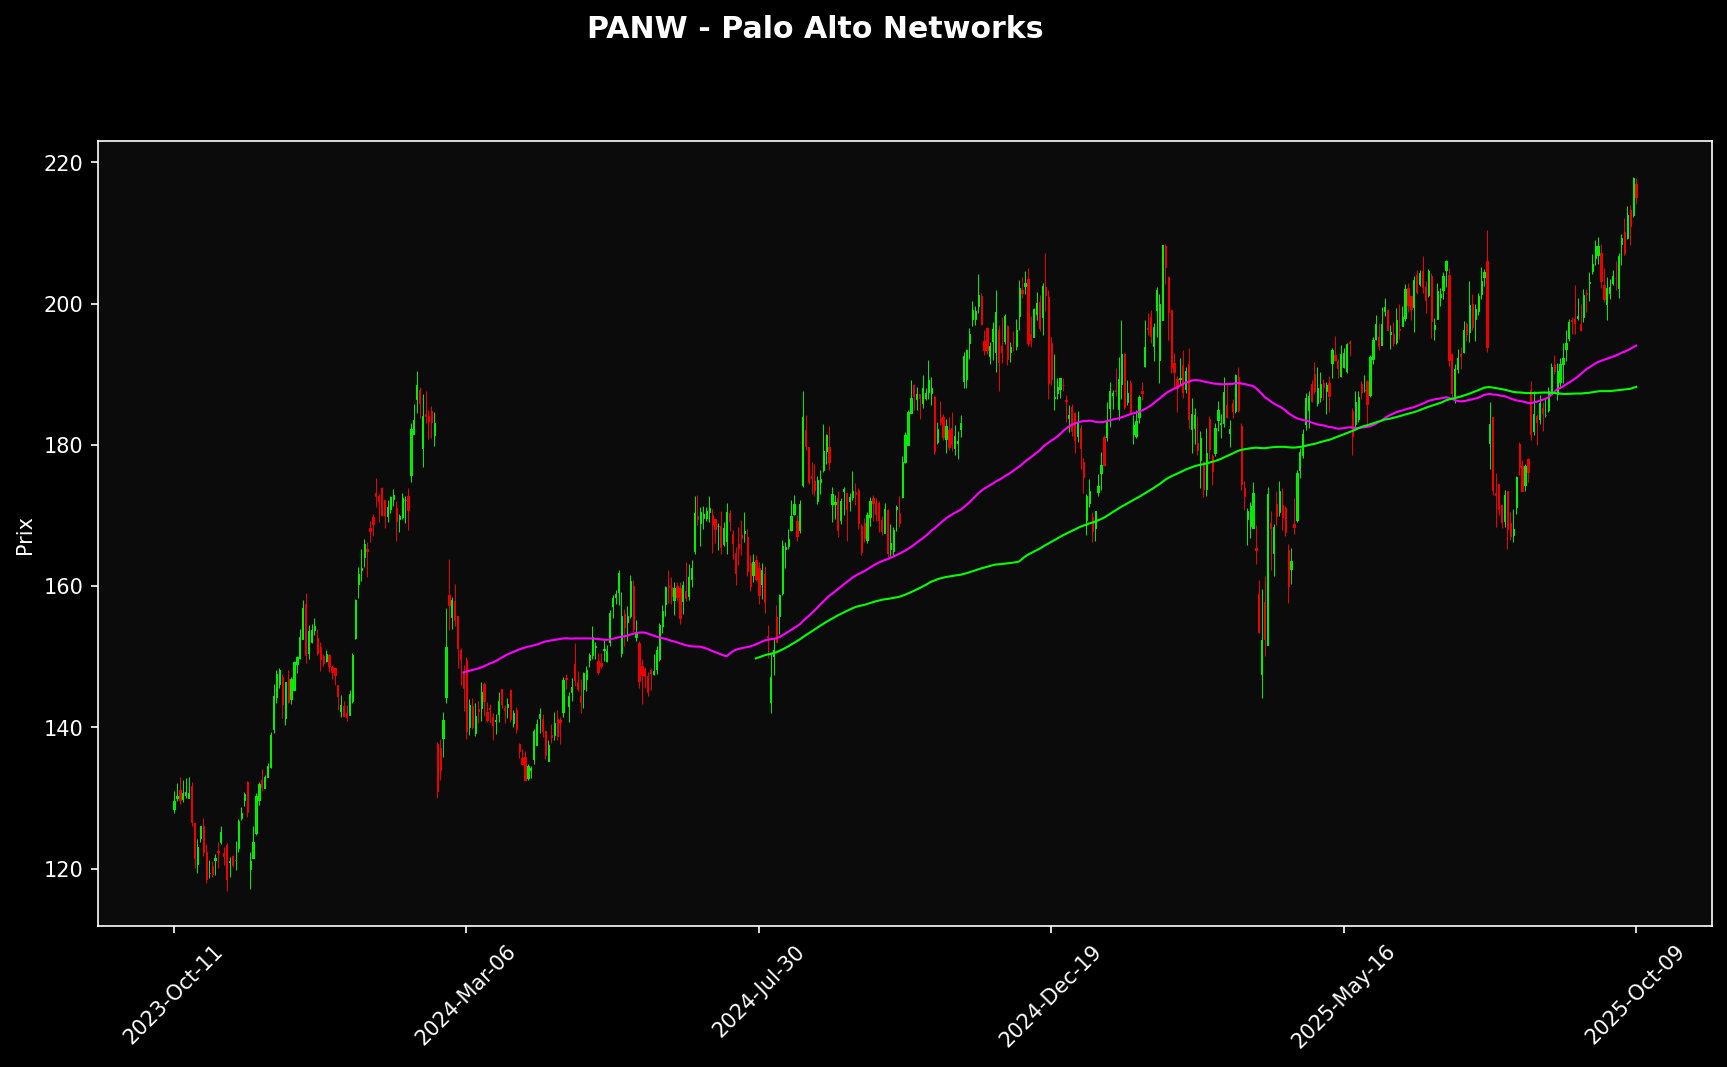 PANW - Palo Alto Networks
Prix
220
200
180
160
140
120
2023-Oct-11
2024-Mar-06
2024-Jul-30
2024-Dec-19
2025-May-16
2025-Oct-09